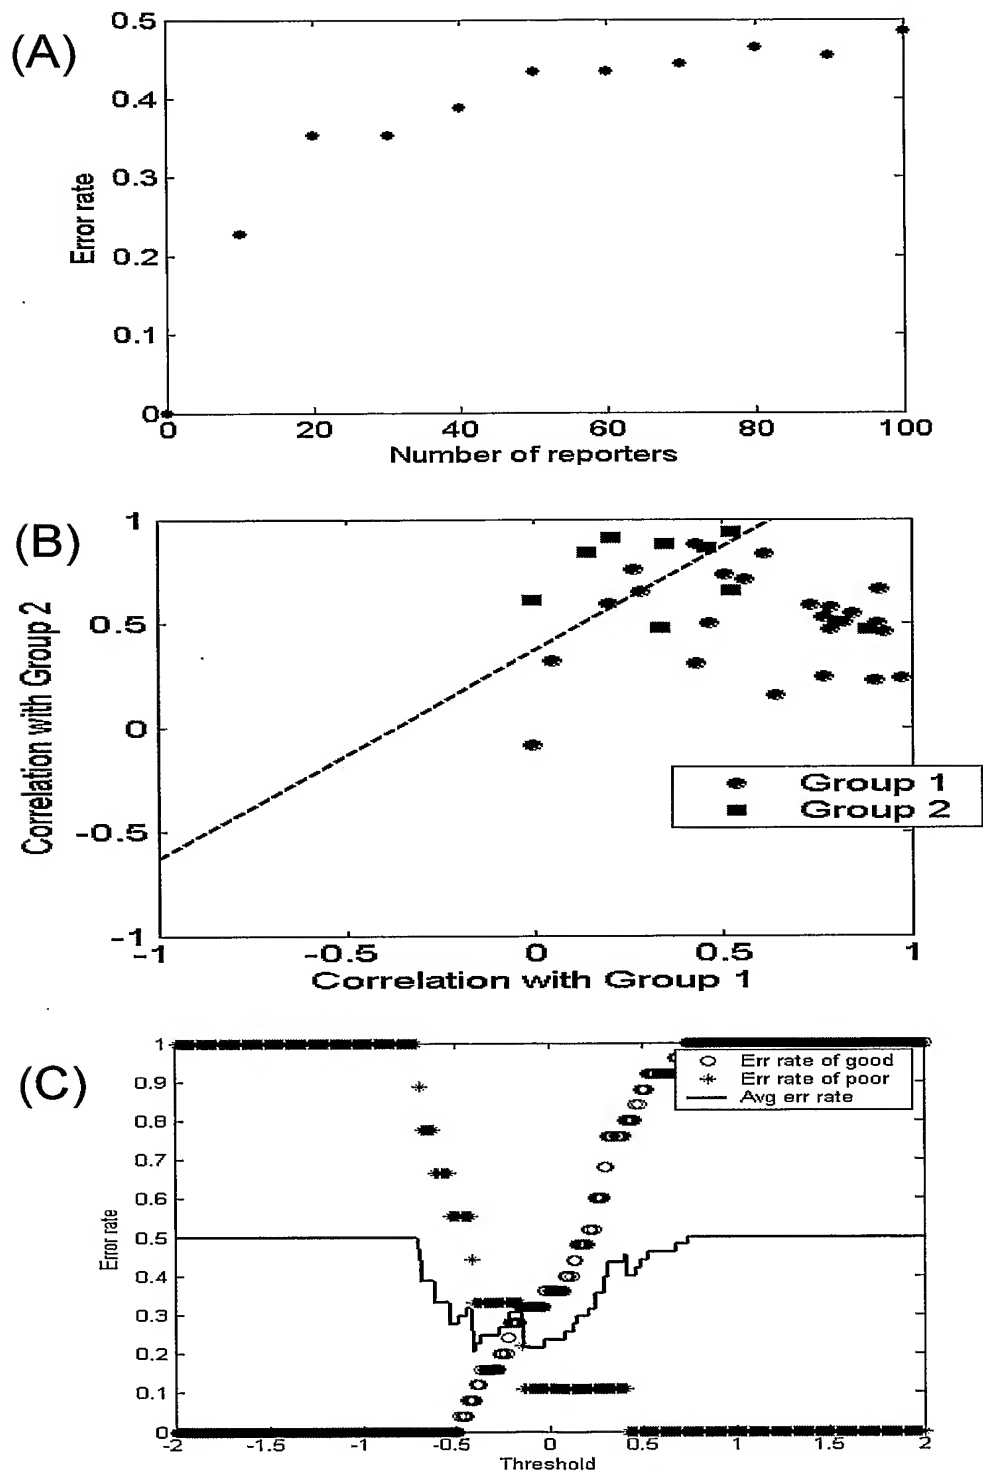 (A)
0.5
0.4
0.3
0.2
0.1
0
Error rate
0 20 40 60 80 100
Number of reporters
(B)
1
0.5
0
-0.5
-1
Correlation with Group 2
Group 1
Group 2
-1 -0.5 0 0.5 1
Correlation with Group 1
(C)
1
0.9
0.8
0.7
0.6
0.5
0.4
0.3
0.2
0.1
0
Error rate
Err rate of good
Err rate of poor
Avg err rate
-2 -1.5 -1 -0.5 0 0.5 1 1.5 2
Threshold